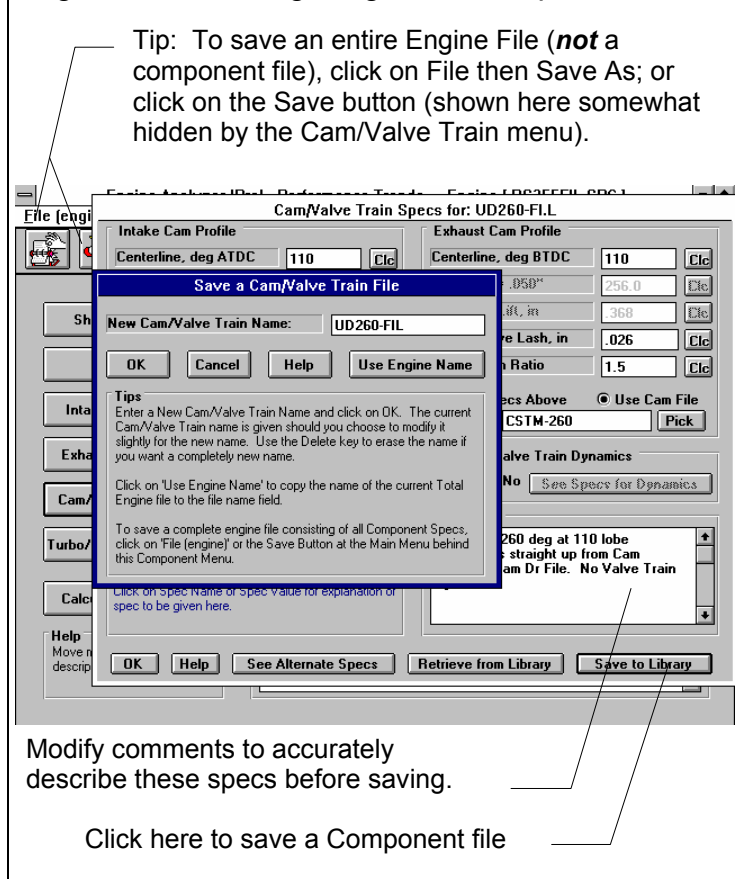 Tip: To save an entire Engine File (not a
component file), click on File then Save As; or
click on the Save button (shown here somewhat
hidden by the Cam/Valve Train menu).
File (engi
Cam/Valve Train Specs for: UD260-FI.L
Intake Cam Profile
Centerline, deg ATDC 110 Clc
Exhaust Cam Profile
Centerline, deg BTDC 110 Clc
.050" 256.0 Clc
Lift, in .368 Clc
ve Lash, in .026 Clc
Ratio 1.5 Clc
ecs Above Use Cam File
CSTM-260 Pick
alve Train Dynamics
No See Specs for Dynamics
260 deg at 110 lobe
s straight up from Cam
am Dr File. No Valve Train
Save a Cam/Valve Train File
New Cam/Valve Train Name: UD260-FIL
OK Cancel Help Use Engine Name
Tips
Enter a New Cam/Valve Train Name and click on OK. The current
Cam/Valve Train name is given should you choose to modify it
slightly for the new name. Use the Delete key to erase the name if
you want a completely new name.
Click on 'Use Engine Name' to copy the name of the current Total
Engine file to the file name field.
To save a complete engine file consisting of all Component Specs,
click on 'File (engine)' or the Save Button at the Main Menu behind
this Component Menu.
Click on Spec Name or Spec Value for explanation of
spec to be given here.
Sh
Inta
Exha
Cam/
Turbo/
Calc
Help
Move m
descrip
OK Help See Alternate Specs Retrieve from Library Save to Library
Modify comments to accurately
describe these specs before saving.
Click here to save a Component file